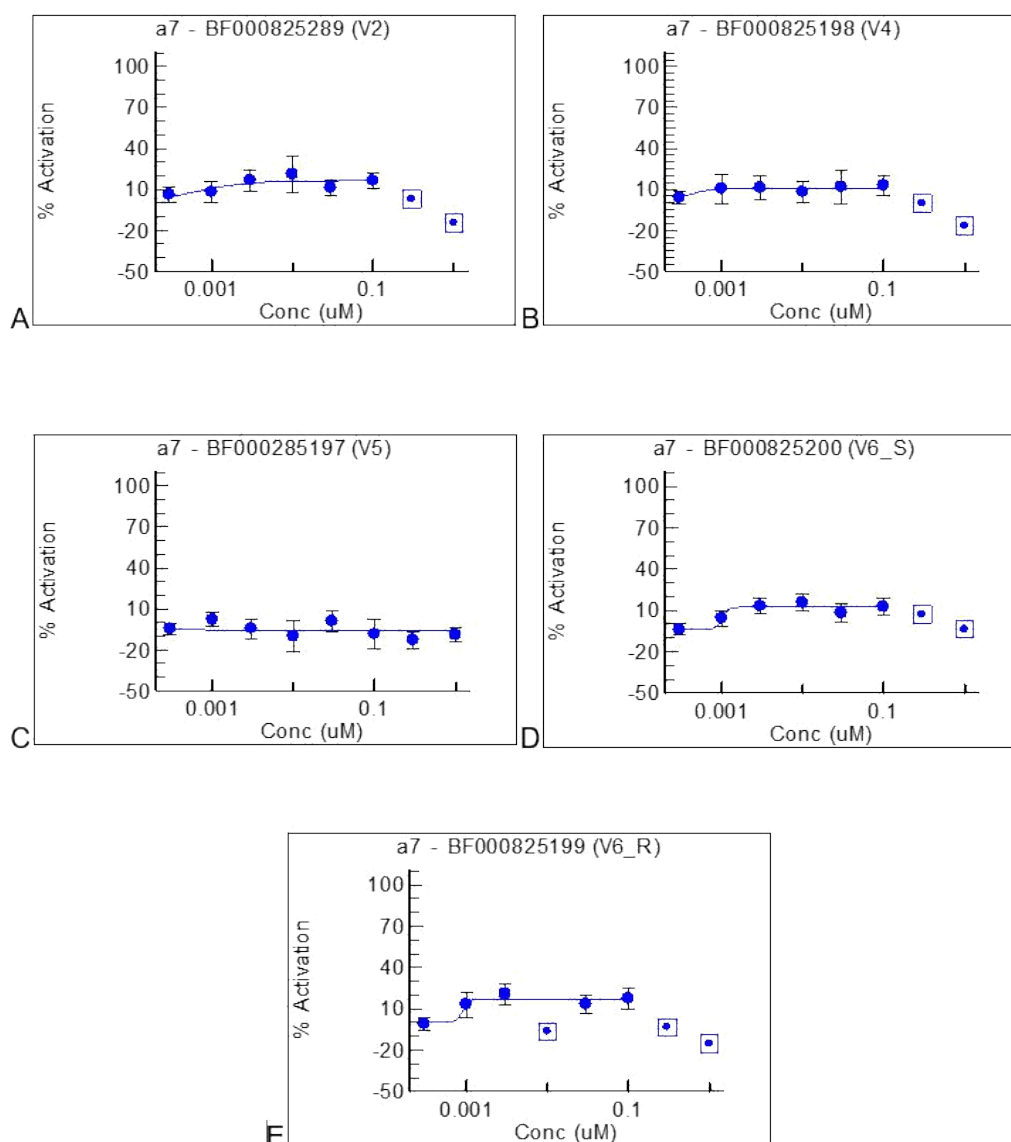 a7 - BF000825289 (V2)
100
70
40
10
-20
-50
% Activation
0.001
0.1
Conc (uM)
A
a7 - BF000825198 (V4)
100
70
40
10
-20
-50
% Activation
0.001
0.1
Conc (uM)
B
a7 - BF000285197 (V5)
100
70
40
10
-20
-50
% Activation
0.001
0.1
Conc (uM)
C
a7 - BF000825200 (V6_S)
100
70
40
10
-20
-50
% Activation
0.001
0.1
Conc (uM)
D
a7 - BF000825199 (V6_R)
100
70
40
10
-20
-50
% Activation
0.001
0.1
Conc (uM)
E